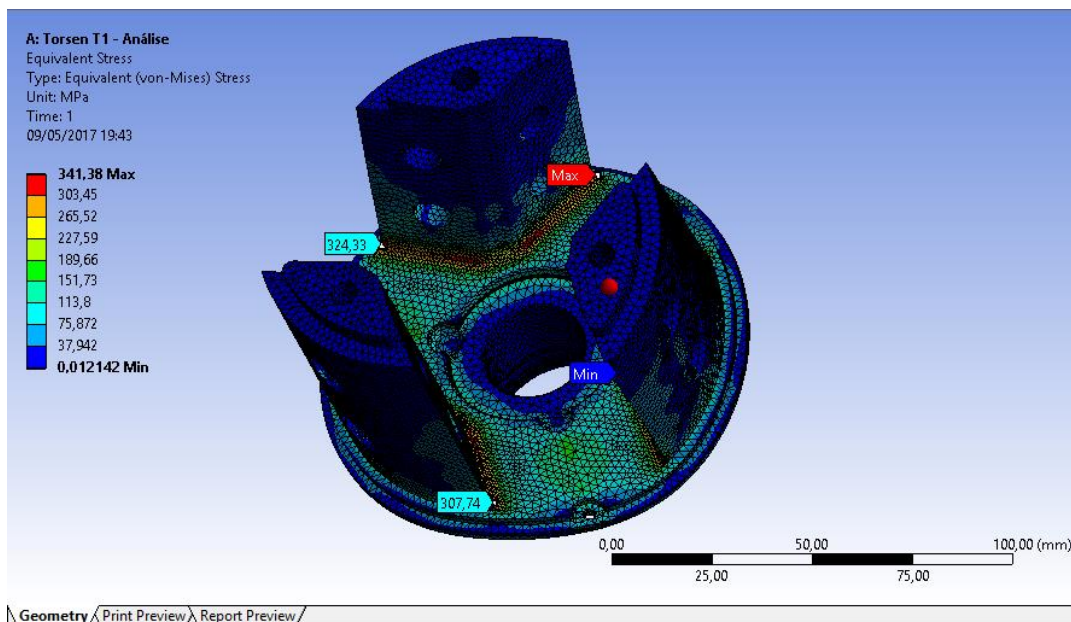 A: Torsen T1 - Análise
Equivalent Stress
Type: Equivalent (von-Mises) Stress
Unit: MPa
Time: 1
09/05/2017 19:43
341,38 Max
303,45
265,52
227,59
189,66
151,73
113,8
75,872
37,942
0,012142 Min
Max
324,33
Min
307,74
0,00 50,00 100,00 (mm)
25,00 75,00
Geometry Print Preview Report Preview